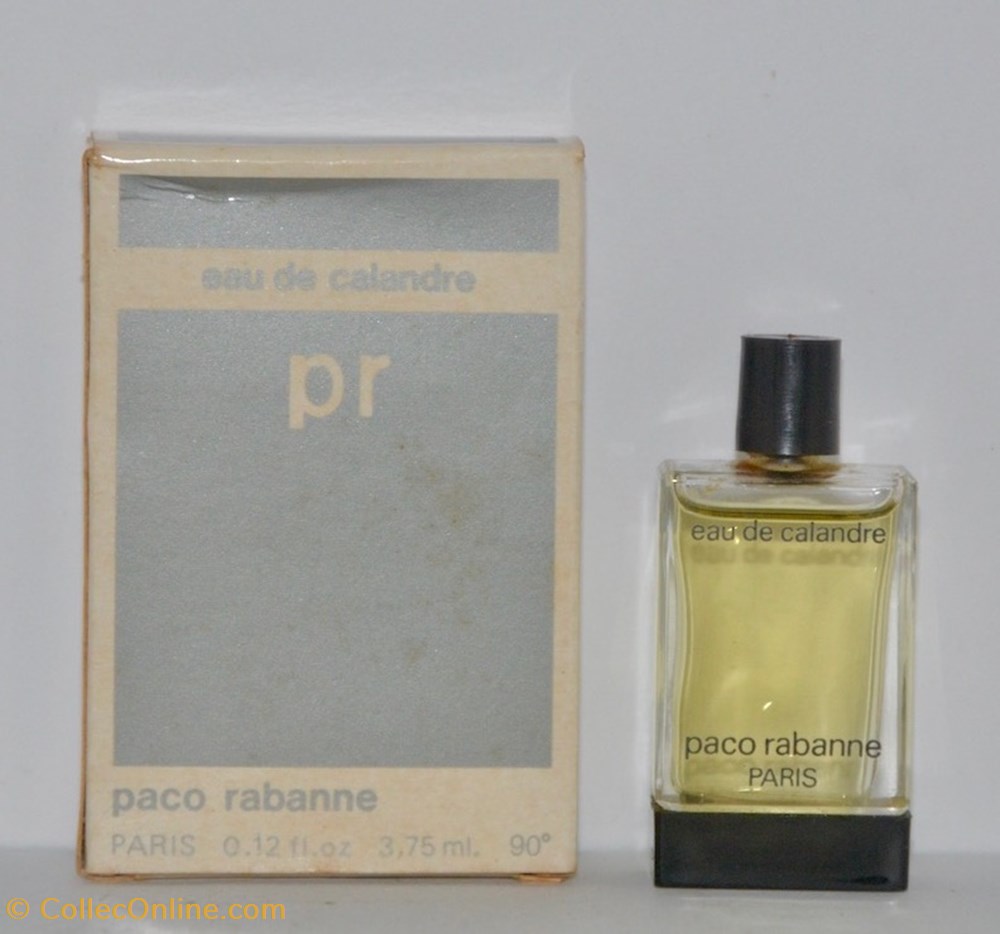 eau de calandre
pr
paco rabanne
PARIS 0.12 fl.oz 3,75 ml. 90°
eau de calandre
paco rabanne
PARIS
© CollecOnline.com